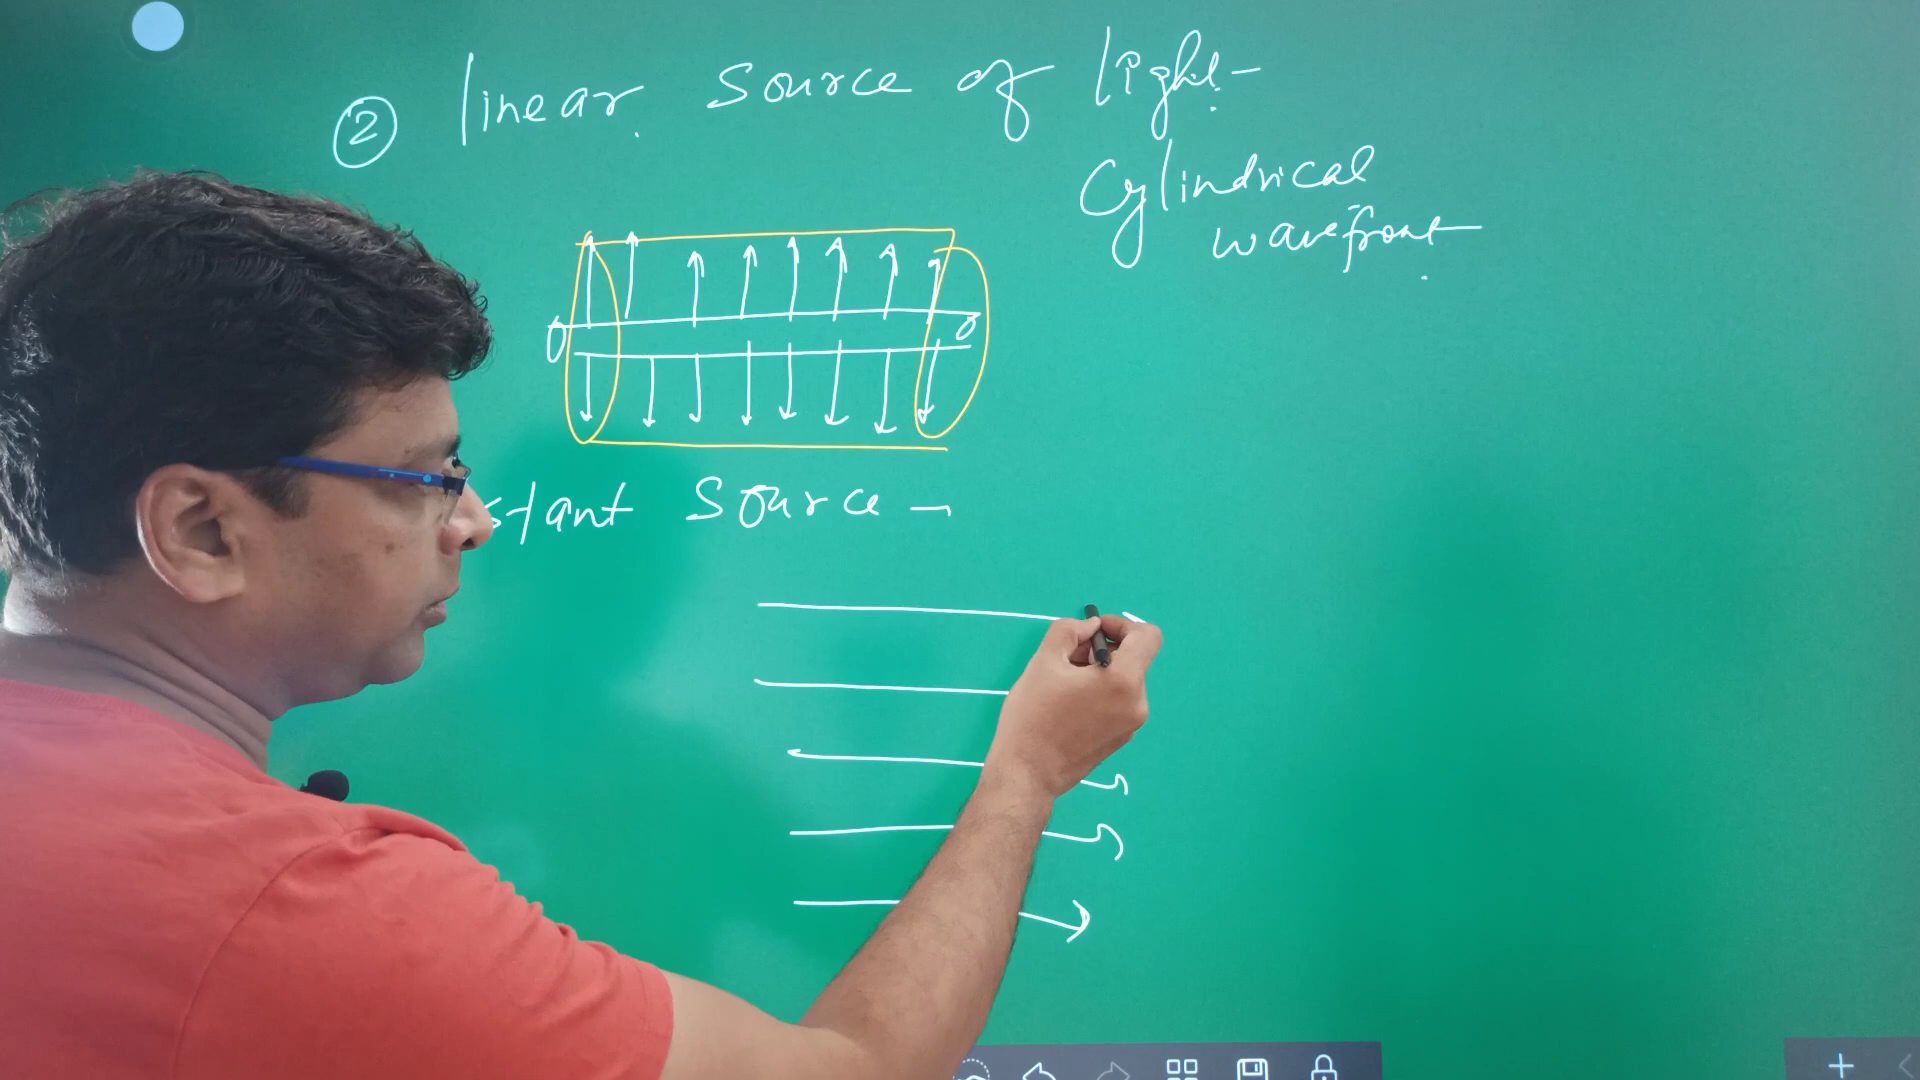 ② linear source of light-
Cylindrical
wavefront
O O
stant Source -